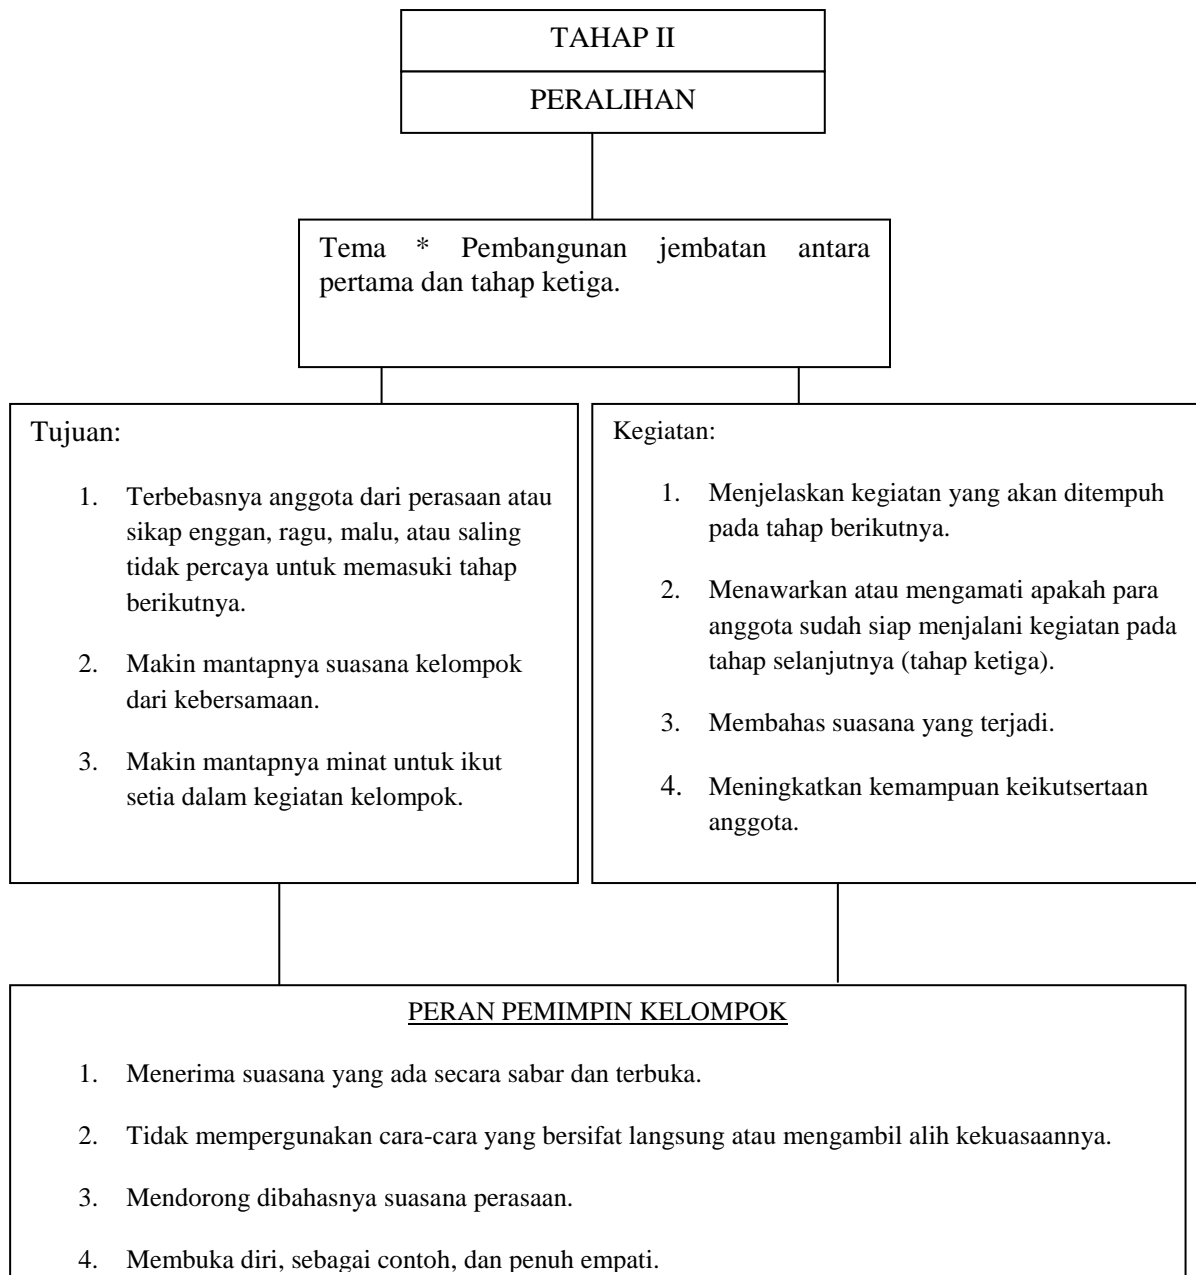 TAHAP II
PERALIHAN
Tema * Pembangunan jembatan antara
pertama dan tahap ketiga.
Tujuan:
1. Terbebasnya anggota dari perasaan atau
sikap enggan, ragu, malu, atau saling
tidak percaya untuk memasuki tahap
berikutnya.
2. Makin mantapnya suasana kelompok
dari kebersamaan.
3. Makin mantapnya minat untuk ikut
setia dalam kegiatan kelompok.
Kegiatan:
1. Menjelaskan kegiatan yang akan ditempuh
pada tahap berikutnya.
2. Menawarkan atau mengamati apakah para
anggota sudah siap menjalani kegiatan pada
tahap selanjutnya (tahap ketiga).
3. Membahas suasana yang terjadi.
4. Meningkatkan kemampuan keikutsertaan
anggota.
PERAN PEMIMPIN KELOMPOK
1. Menerima suasana yang ada secara sabar dan terbuka.
2. Tidak mempergunakan cara-cara yang bersifat langsung atau mengambil alih kekuasaannya.
3. Mendorong dibahasnya suasana perasaan.
4. Membuka diri, sebagai contoh, dan penuh empati.